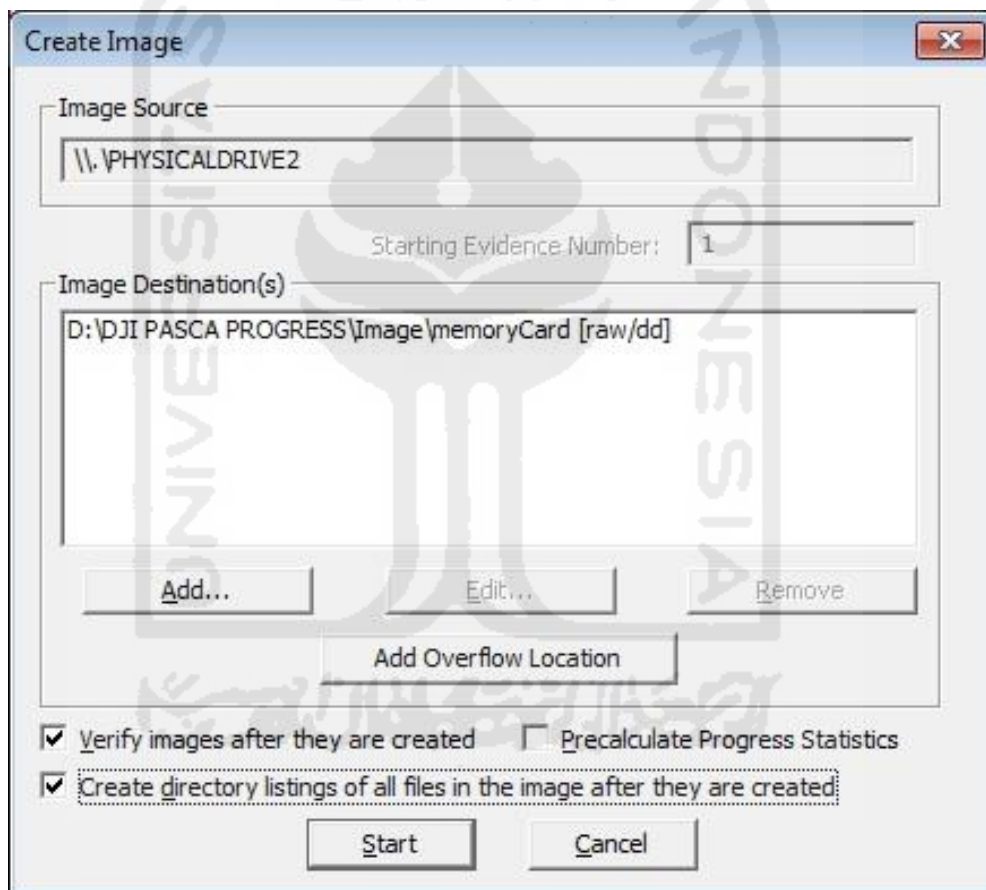 Create Image
Image Source
\\.\PHYSICALDRIVE2
Starting Evidence Number: 1
Image Destination(s)
D:\DJI PASCA PROGRESS\Image\memoryCard [raw/dd]
Add... Edit... Remove
Add Overflow Location
Verify images after they are created Precalculate Progress Statistics
Create directory listings of all files in the image after they are created
Start Cancel